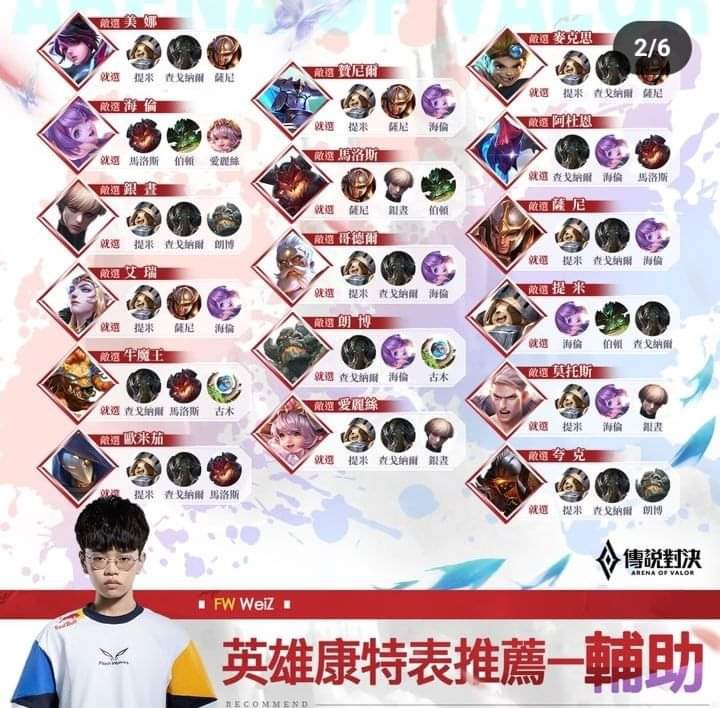 ARENA OF VALOR
2/6
敵選 美娜
就選 提米 查戈納爾 薩尼
敵選 海倫
就選 馬洛斯 伯頓 愛麗絲
敵選 銀晝
就選 提米 查戈納爾 朗博
敵選 艾瑞
就選 提米 薩尼 海倫
敵選 牛魔王
就選 查戈納爾 馬洛斯 古木
敵選 歐米茄
就選 提米 查戈納爾 馬洛斯
敵選 贊尼爾
就選 提米 薩尼 海倫
敵選 馬洛斯
就選 薩尼 銀晝 伯頓
敵選 哥德爾
就選 提米 查戈納爾 海倫
敵選 朗博
就選 查戈納爾 海倫 古木
敵選 愛麗絲
就選 提米 查戈納爾 銀晝
敵選 麥克思
就選 提米 查戈納爾 薩尼
敵選 阿杜恩
就選 查戈納爾 海倫 馬洛斯
敵選 薩尼
就選 提米 查戈納爾 海倫
敵選 提米
就選 海倫 伯頓 查戈納爾
敵選 莫托斯
就選 提米 海倫 銀晝
敵選 夸克
就選 提米 查戈納爾 朗博
傳說對決
ARENA OF VALOR
FW WeiZ
英雄康特表推薦—輔助
RECOMMEND
Red Bull